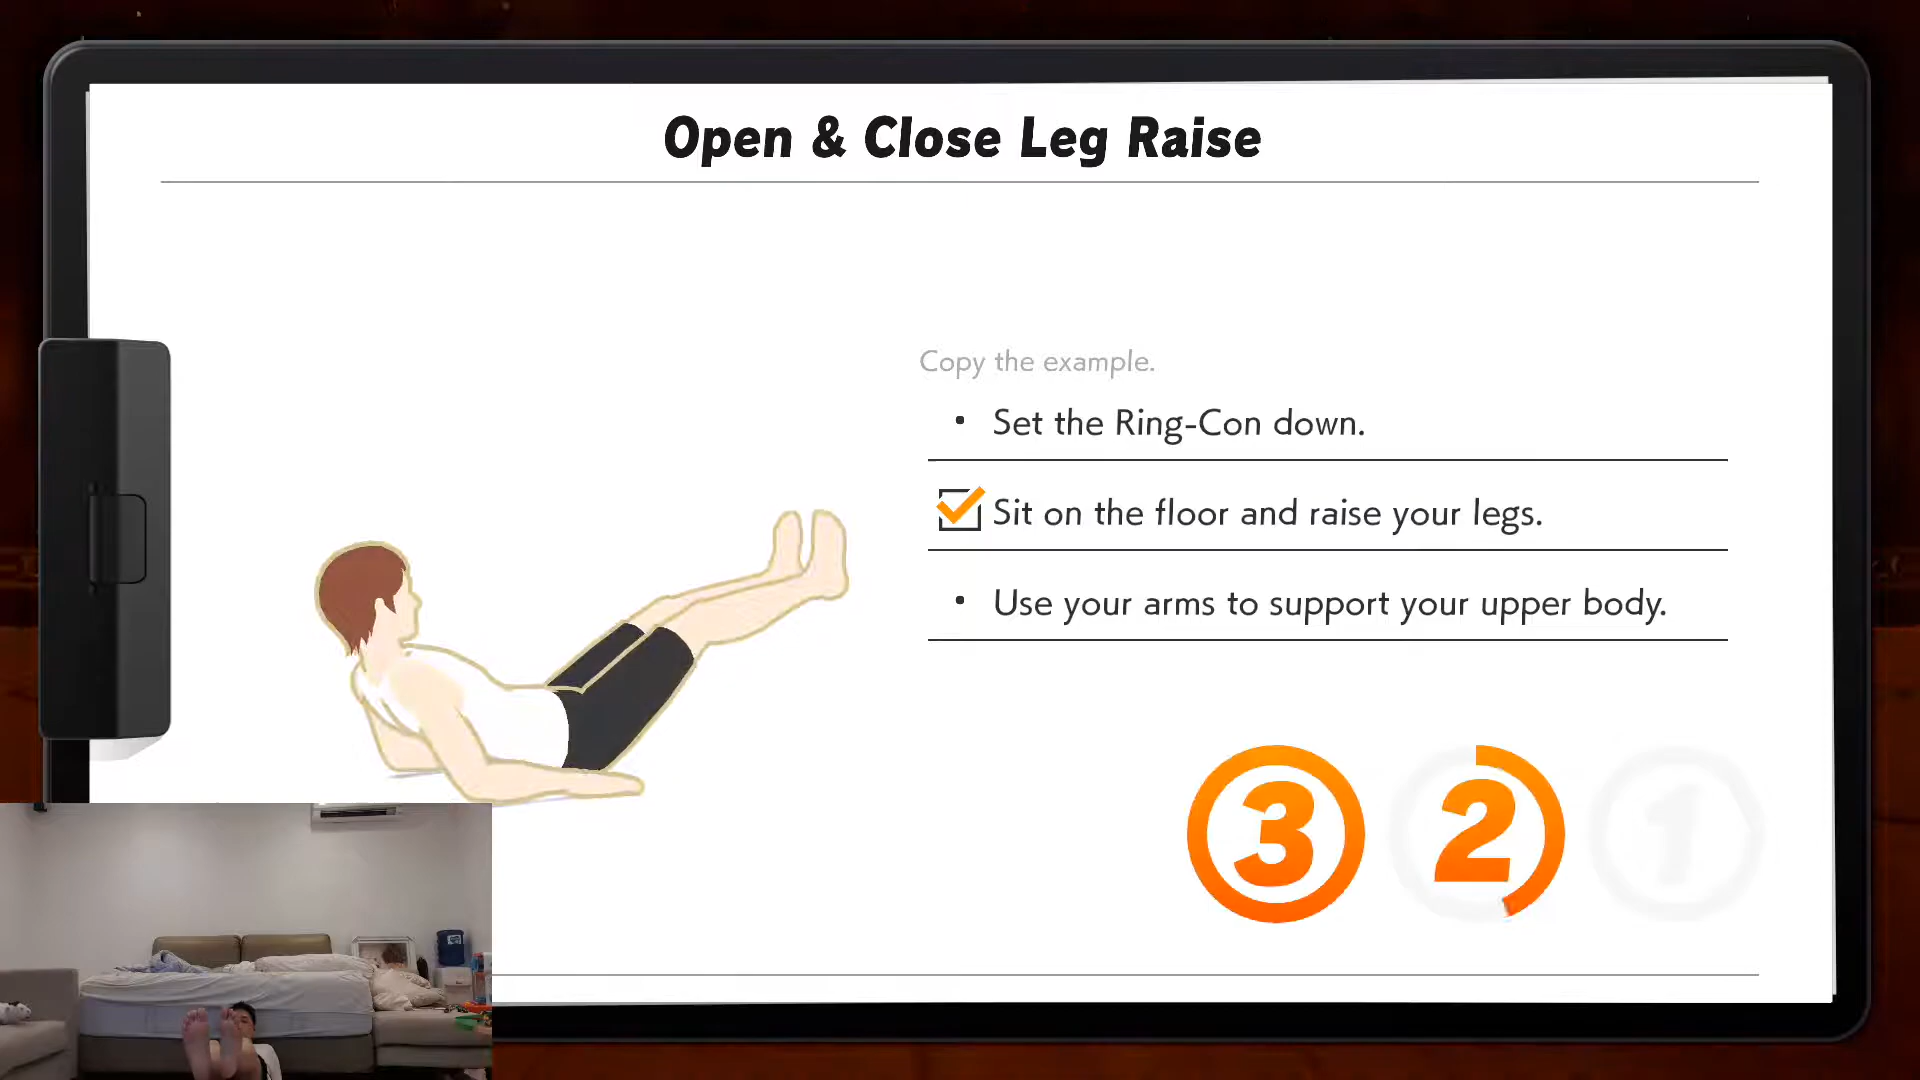 Open & Close Leg Raise
Copy the example.
• Set the Ring-Con down.
Sit on the floor and raise your legs.
• Use your arms to support your upper body.
3 2 1